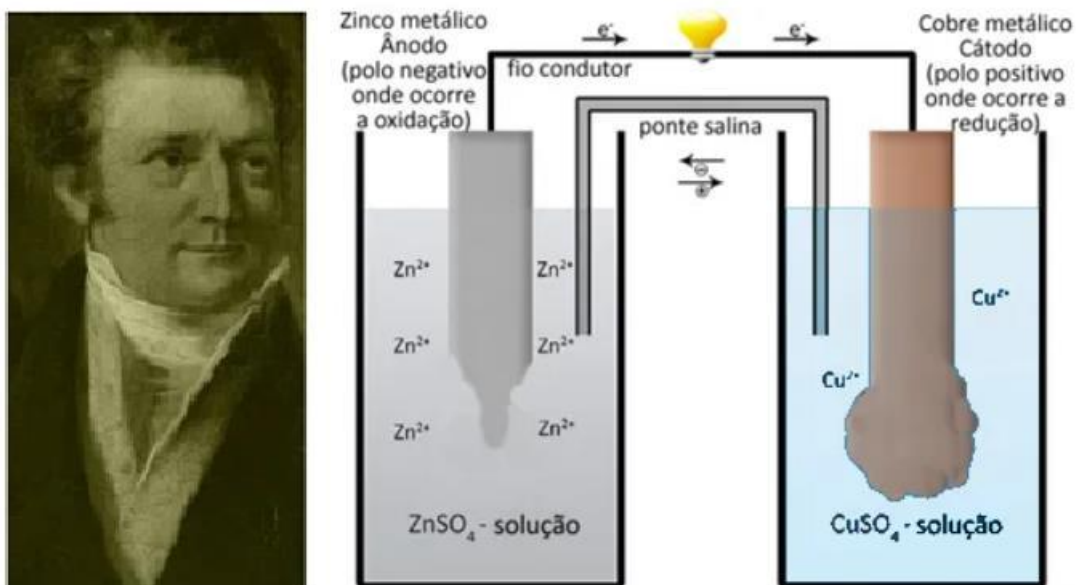 Zinco metálico
Ânodo
(polo negativo
onde ocorre
a oxidação)
e⁻
e⁻
fio condutor
Cobre metálico
Cátodo
(polo positivo
onde ocorre a
redução)
ponte salina
⊖
⊕
Zn²⁺
Zn²⁺
Zn²⁺
Zn²⁺
Zn²⁺
Zn²⁺
ZnSO₄- solução
Cu²⁺
Cu²⁺
CuSO₄- solução